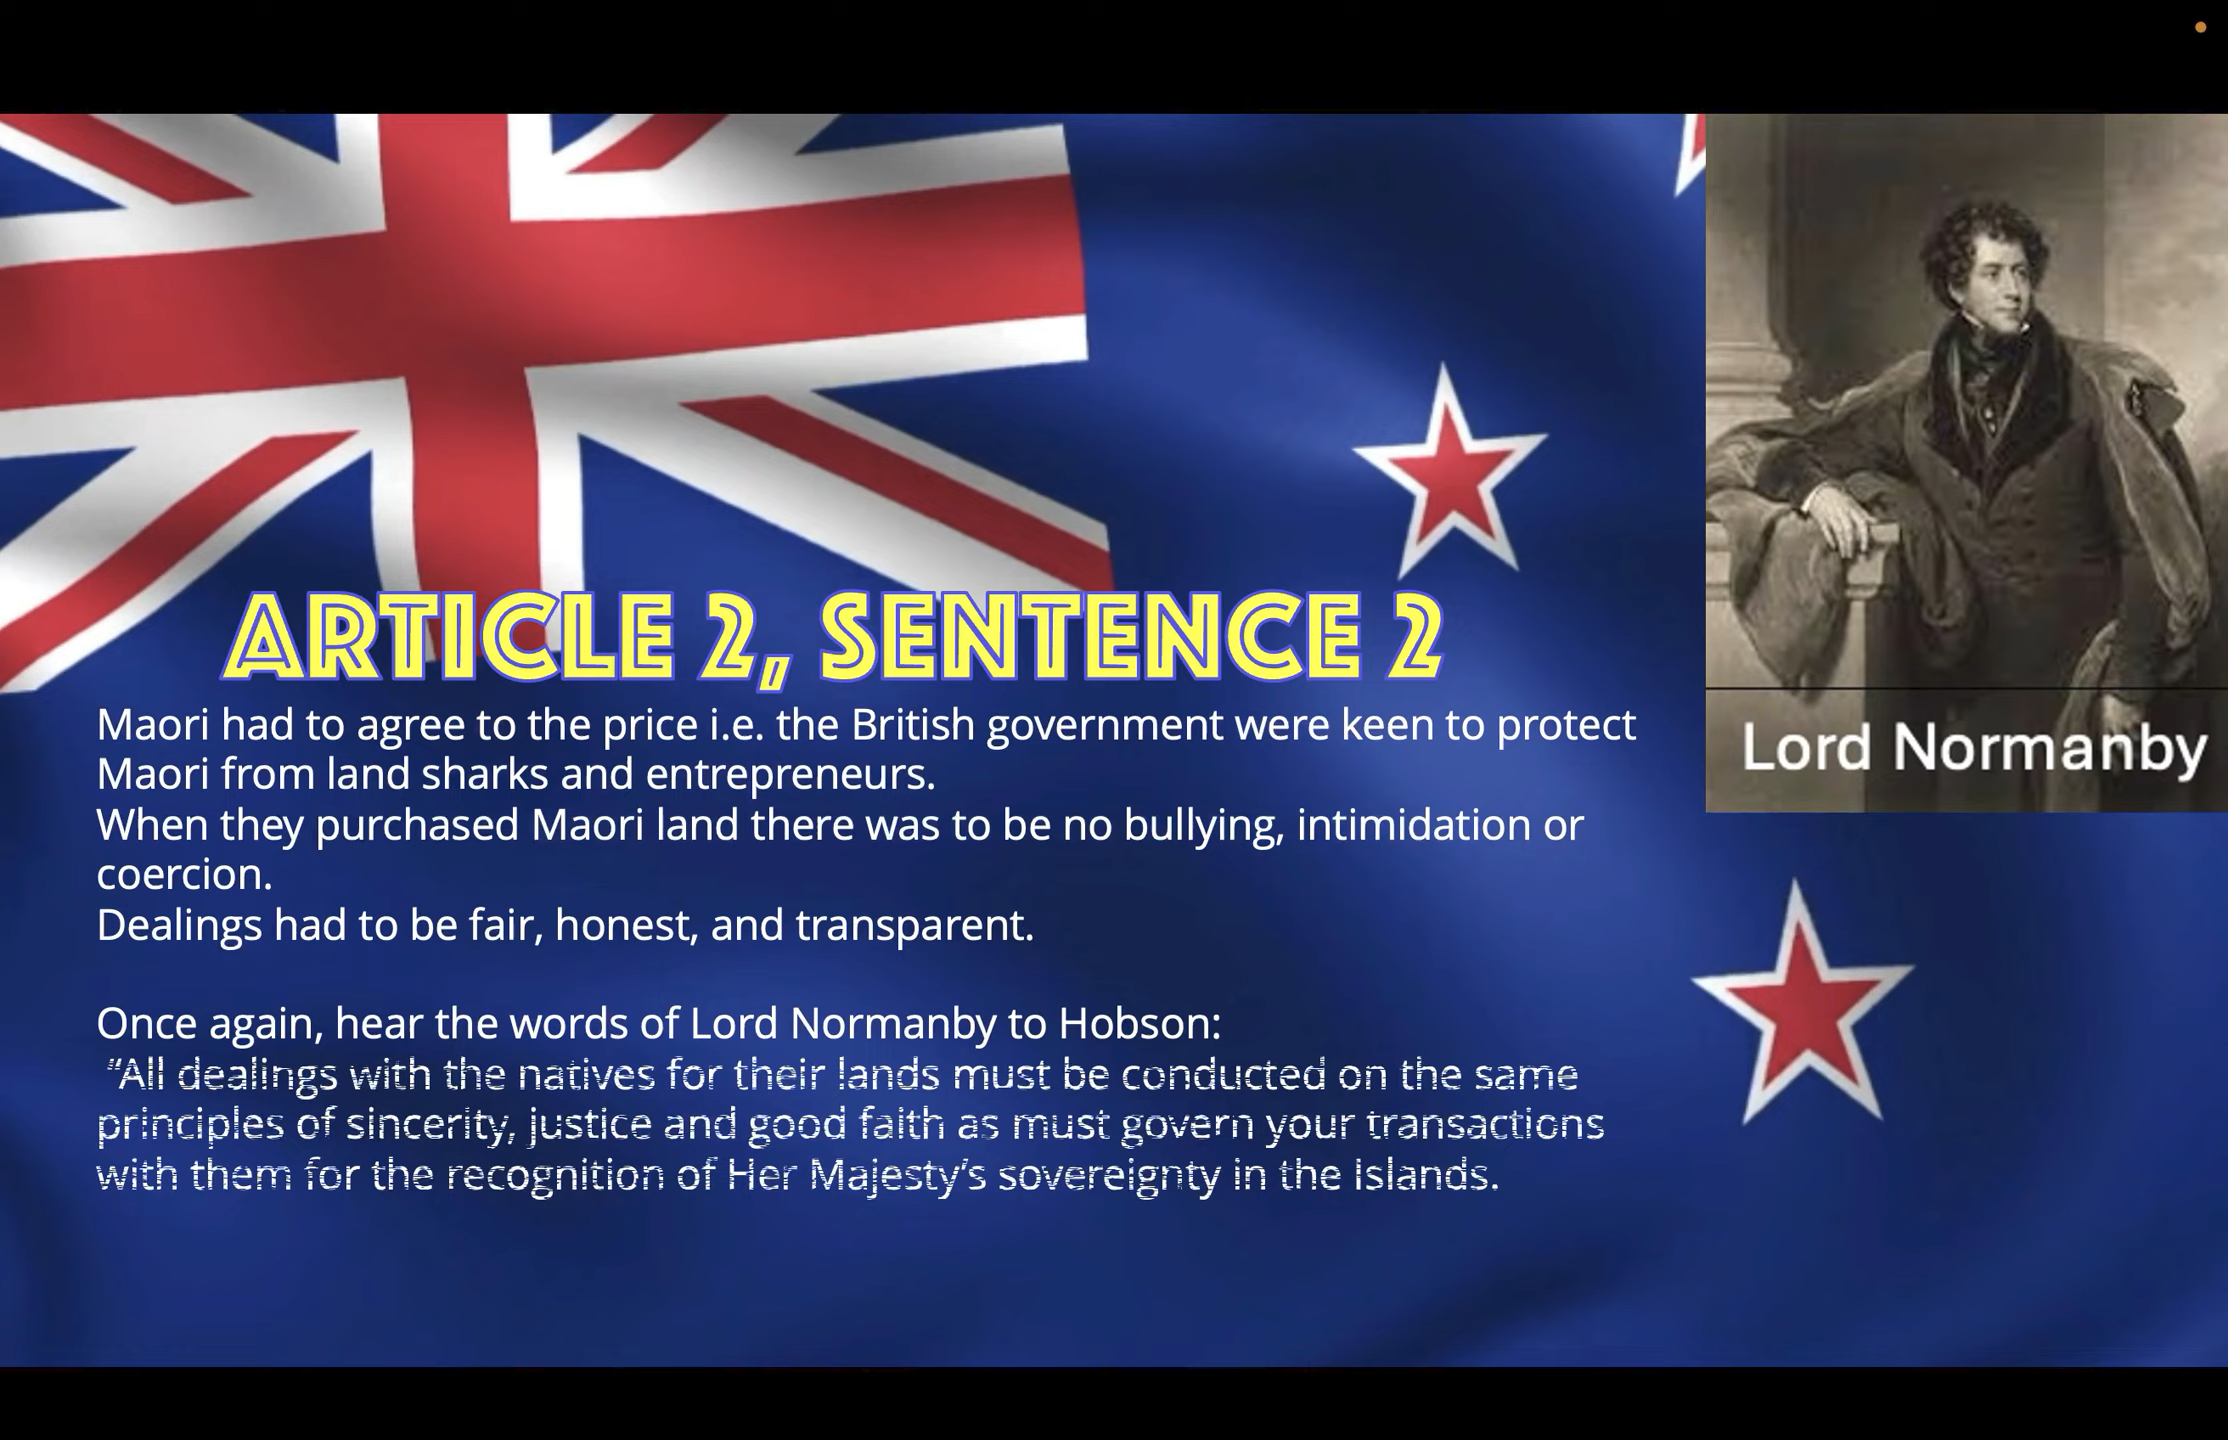 ARTICLE 2, SENTENCE 2
Maori had to agree to the price i.e. the British government were keen to protect
Maori from land sharks and entrepreneurs.
When they purchased Maori land there was to be no bullying, intimidation or
coercion.
Dealings had to be fair, honest, and transparent.
Once again, hear the words of Lord Normanby to Hobson:
“All dealings with the natives for their lands must be conducted on the same
principles of sincerity, justice and good faith as must govern your transactions
with them for the recognition of Her Majesty’s sovereignty in the islands.
Lord Normanby